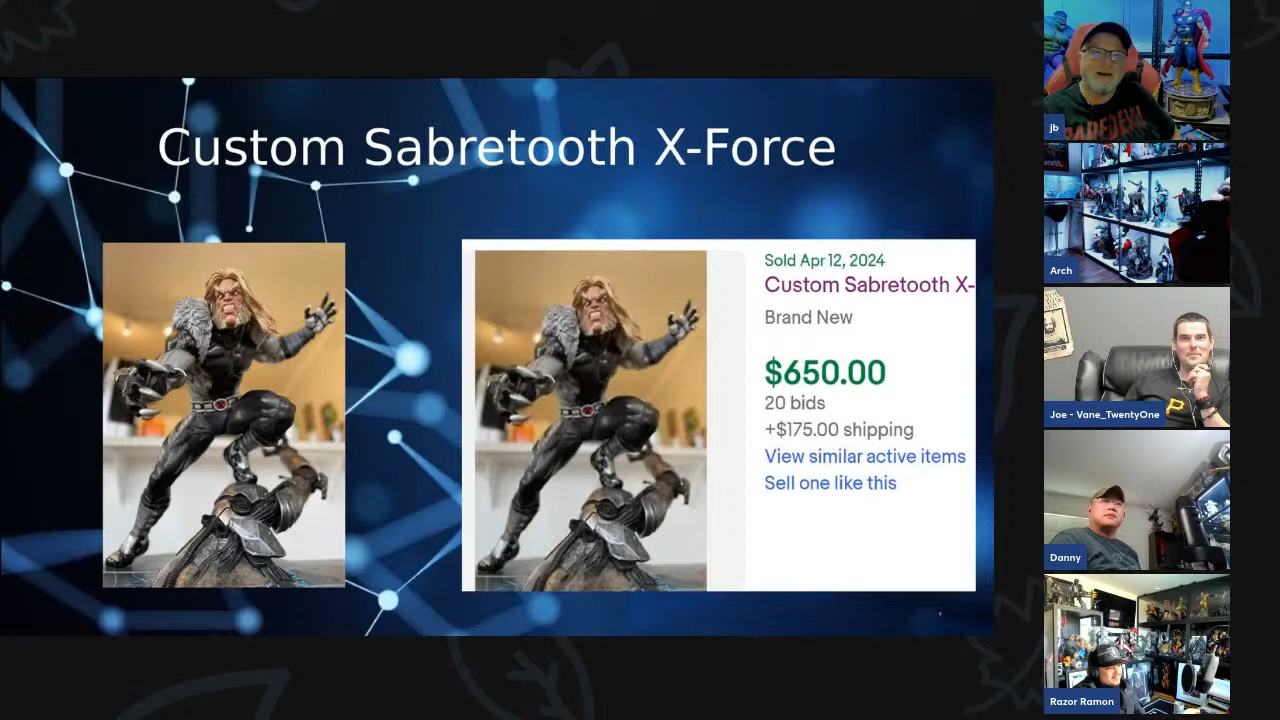 Custom Sabretooth X-Force
Sold Apr 12, 2024
Custom Sabretooth X-
Brand New
$650.00
20 bids
+$175.00 shipping
View similar active items
Sell one like this
DAREDEVIL
jb
Arch
Joe - Vane_TwentyOne
P
Danny
Razor Ramon